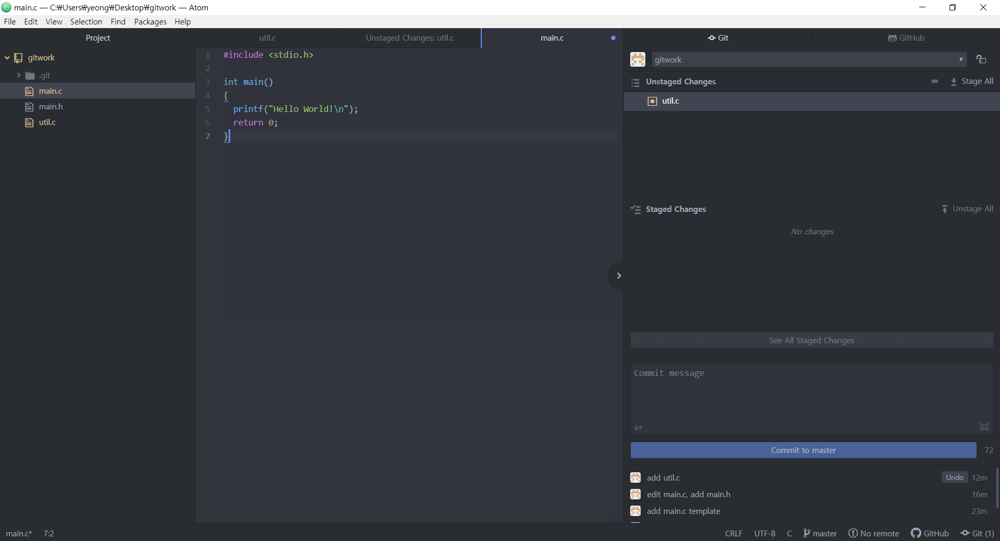 main.c — C:₩Users₩yeong₩Desktop₩gitwork — Atom
File Edit View Selection Find Packages Help
Project
gitwork
.git
main.c
main.h
util.c
util.c Unstaged Changes: util.c main.c
1 #include <stdio.h>
2
3 int main()
4 {
5 printf("Hello World!\n");
6 return 0;
7 }
Git GitHub
gitwork
Unstaged Changes Stage All
util.c
Staged Changes Unstage All
No changes
See All Staged Changes
Commit message
Commit to master 72
add util.c Undo 12m
edit main.c, add main.h 16m
add main.c template 23m
main.c* 7:2 CRLF UTF-8 C master No remote GitHub Git (1)